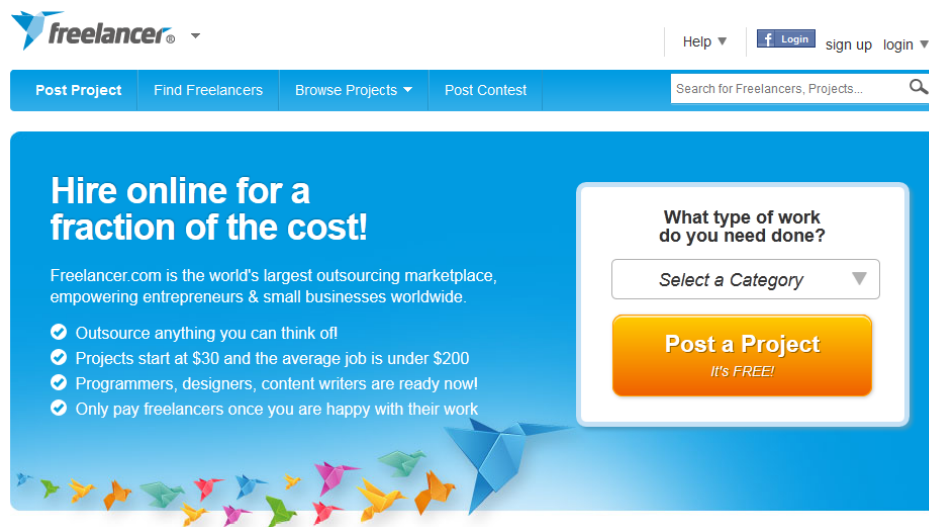 freelancer®
Help
f Login
sign up
login
Post Project
Find Freelancers
Browse Projects
Post Contest
Search for Freelancers, Projects...
Hire online for a
fraction of the cost!
Freelancer.com is the world's largest outsourcing marketplace,
empowering entrepreneurs & small businesses worldwide.
Outsource anything you can think of!
Projects start at $30 and the average job is under $200
Programmers, designers, content writers are ready now!
Only pay freelancers once you are happy with their work
What type of work
do you need done?
Select a Category
Post a Project
It's FREE!